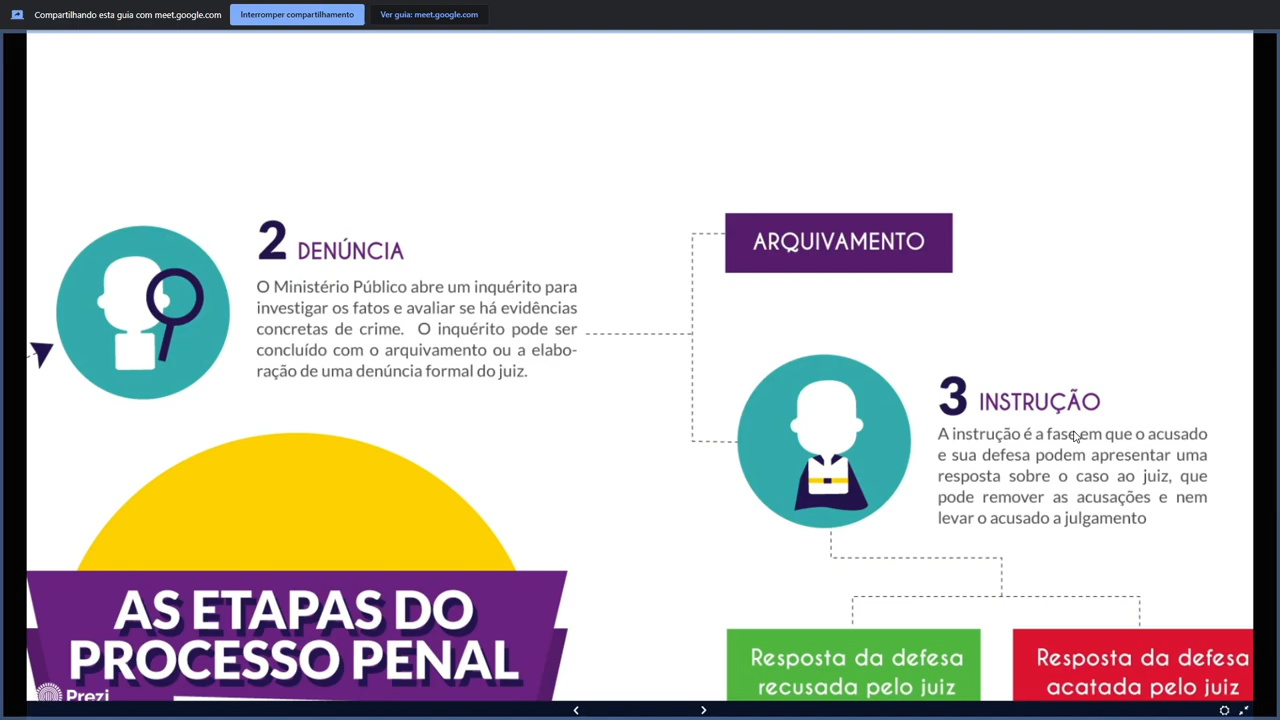 Compartilhando esta guia com meet.google.com
Interromper compartilhamento
Ver guia: meet.google.com
2 DENÚNCIA
O Ministério Público abre um inquérito para
investigar os fatos e avaliar se há evidências
concretas de crime. O inquérito pode ser
concluído com o arquivamento ou a elabo-
ração de uma denúncia formal do juiz.
ARQUIVAMENTO
3 INSTRUÇÃO
A instrução é a fase em que o acusado
e sua defesa podem apresentar uma
resposta sobre o caso ao juiz, que
pode remover as acusações e nem
levar o acusado a julgamento
AS ETAPAS DO
PROCESSO PENAL
Prezi
Resposta da defesa
recusada pelo juiz
Resposta da defesa
acatada pelo juiz